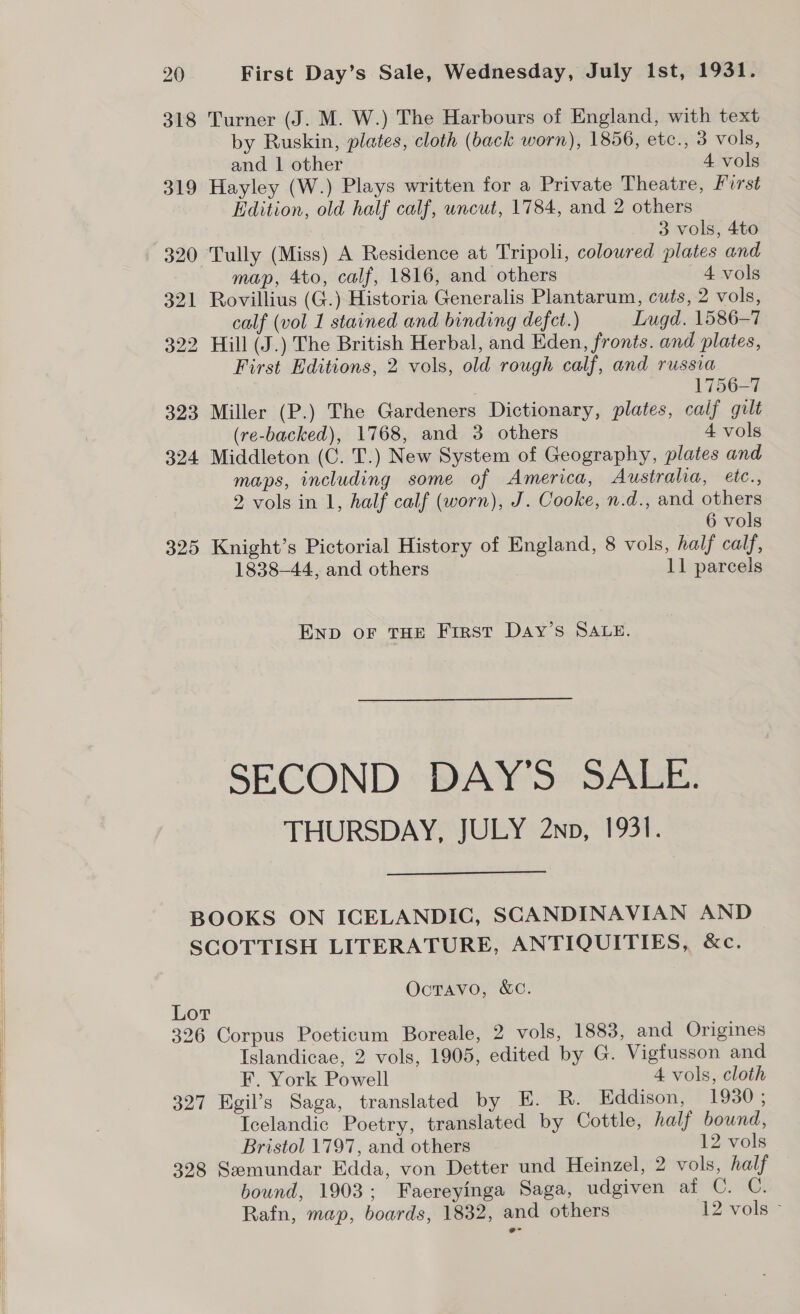 20 First Day's Sale, Wednesday, July 1st, 1931.
318 Turner (J. M. W.) The Harbours of England, with text
by Ruskin, plates, cloth (back worn), 1856, etc., 3 vols,
and 1 other 4 vols
319 Hayley (W.) Plays written for a Private Theatre, First
Edition, old half calf, uncut, 1784, and 2 others
3 vols, 4to
320 Tully (Miss) A Residence at Tripoli, coloured plates and
map, 4to, calf, 1816, and others 4 vols
321 Rovillius (G.) Historia Generalis Plantarum, cuts, 2 vols,
calf (vol 1 stained and binding defct.) Lugd. 1586-7
322 Hill (J.) The British Herbal, and Eden, fronts. and plates,
First Editions, 2 vols, old rough calf, and russia
1756-7
323 Miller (P.) The Gardeners Dictionary, plates, calf gilt
(re-backed), 1768, and 3 others 4 vols
324 Middleton (C. T.) New System of Geography, plates and
maps, including some of America, Australia, etc.,
2 vols in 1, half calf (worn), J. Cooke, n.d., and others
6 vols
325 Knight's Pictorial History of England, 8 vols, half calf,
1838-44, and others 11 parcels
END OF THE FIRST DAY'S SALE.
SECOND DAY'S SALE.
THURSDAY, JULY 2ND, 1931.
BOOKS ON ICELANDIC, SCANDINAVIAN AND
SCOTTISH LITERATURE, ANTIQUITIES, &c.
OCTAVO, &C.
LOT
326 Corpus Poeticum Boreale, 2 vols, 1883, and Origines
Islandicae, 2 vols, 1905, edited by G. Vigfusson and
F. York Powell 4 vols, cloth
327 Egil's Saga, translated by E. R. Eddison, 1930;
Icelandic Poetry, translated by Cottle, half bound,
Bristol 1797, and others 12 vols
328 Sæmundar Edda, von Detter und Heinzel, 2 vols, half
bound, 1903; Faereyínga Saga, udgiven af C. C.
Rafn, map, boards, 1832, and others 12 vols